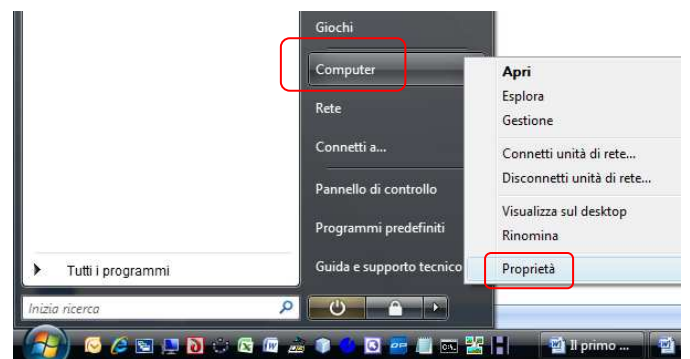 Giochi
Computer
Rete
Connetti a...
Pannello di controllo
Programmi predefiniti
Guida e supporto tecnico
Apri
Esplora
Gestione
Connetti unità di rete...
Disconnetti unità di rete...
Visualizza sul desktop
Rinomina
Proprietà
Tutti i programmi
Inizia ricerca
Il primo ...